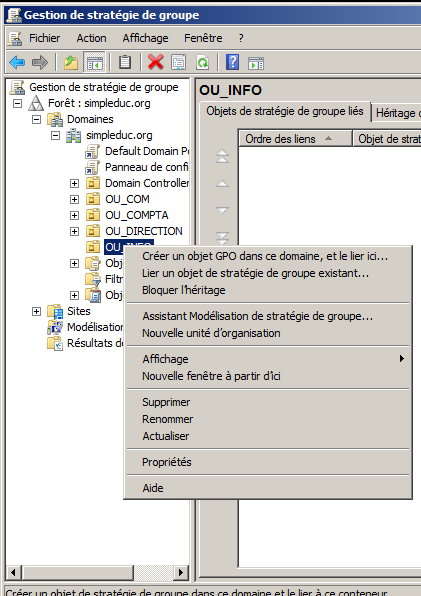 Gestion de stratégie de groupe
Fichier Action Affichage Fenêtre ?
Gestion de stratégie de groupe
Forêt : simpleduc.org
Domaines
simpleduc.org
Default Domain Po
Panneau de confi
Domain Controller
OU_COM
OU_COMPTA
OU_DIRECTION
OU_INFO
Obje
Filtr
Obje
Sites
Modélisation
Résultats de
OU_INFO
Objets de stratégie de groupe liés
Héritage d
Ordre des liens
Objet de strat
Créer un objet GPO dans ce domaine, et le lier ici...
Lier un objet de stratégie de groupe existant...
Bloquer l'héritage
Assistant Modélisation de stratégie de groupe...
Nouvelle unité d'organisation
Affichage
Nouvelle fenêtre à partir d'ici
Supprimer
Renommer
Actualiser
Propriétés
Aide
Créer un objet de stratégie de groupe dans ce domaine et le lier à ce conteneur